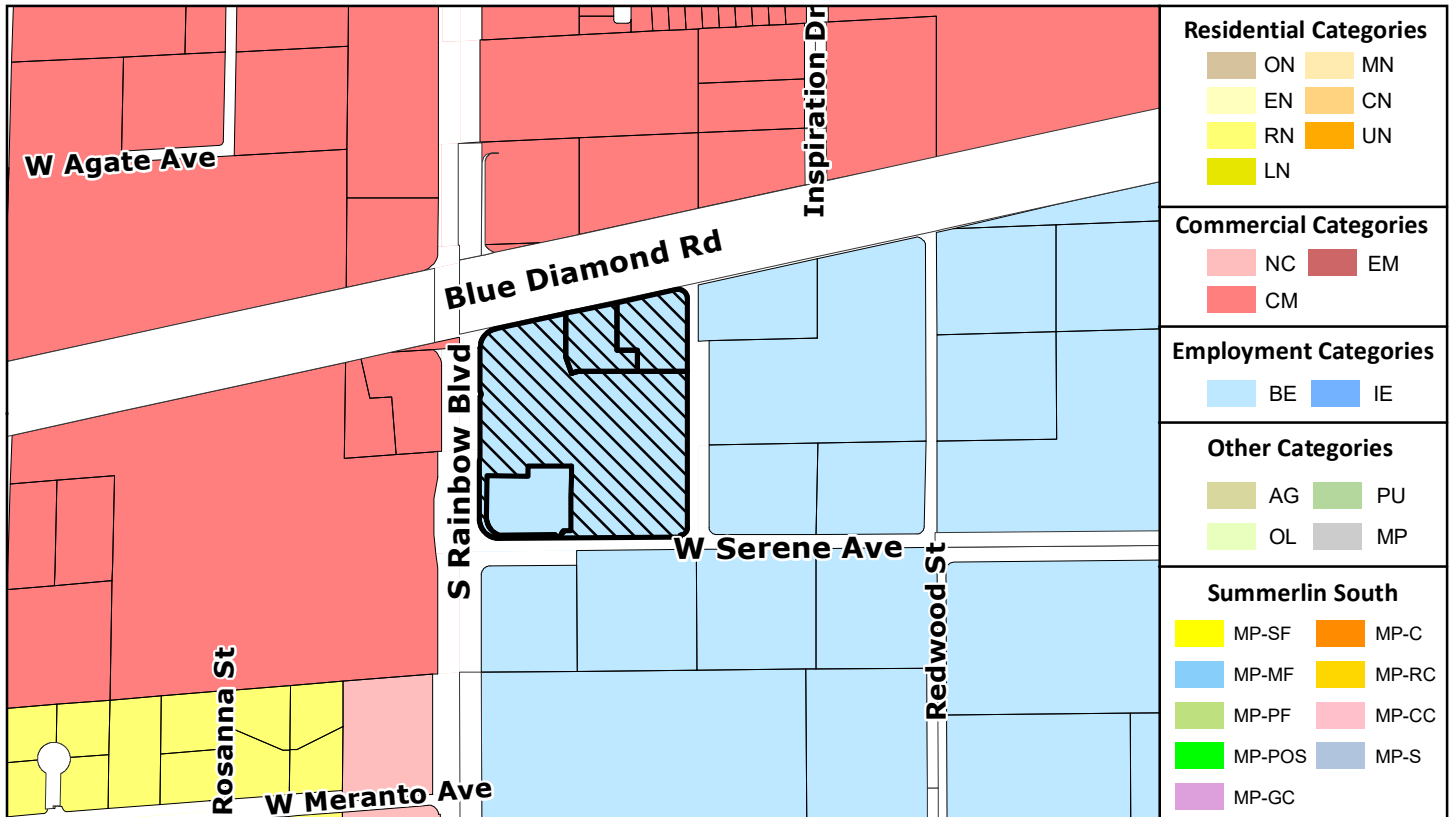 Inspiration Dr
W Agate Ave
Blue Diamond Rd
S Rainbow Blvd
W Serene Ave
Redwood St
Rosanna St
W Meranto Ave
Residential Categories
ON MN
EN CN
RN UN
LN
Commercial Categories
NC EM
CM
Employment Categories
BE IE
Other Categories
AG PU
OL MP
Summerlin South
MP-SF MP-C
MP-MF MP-RC
MP-PF MP-CC
MP-POS MP-S
MP-GC